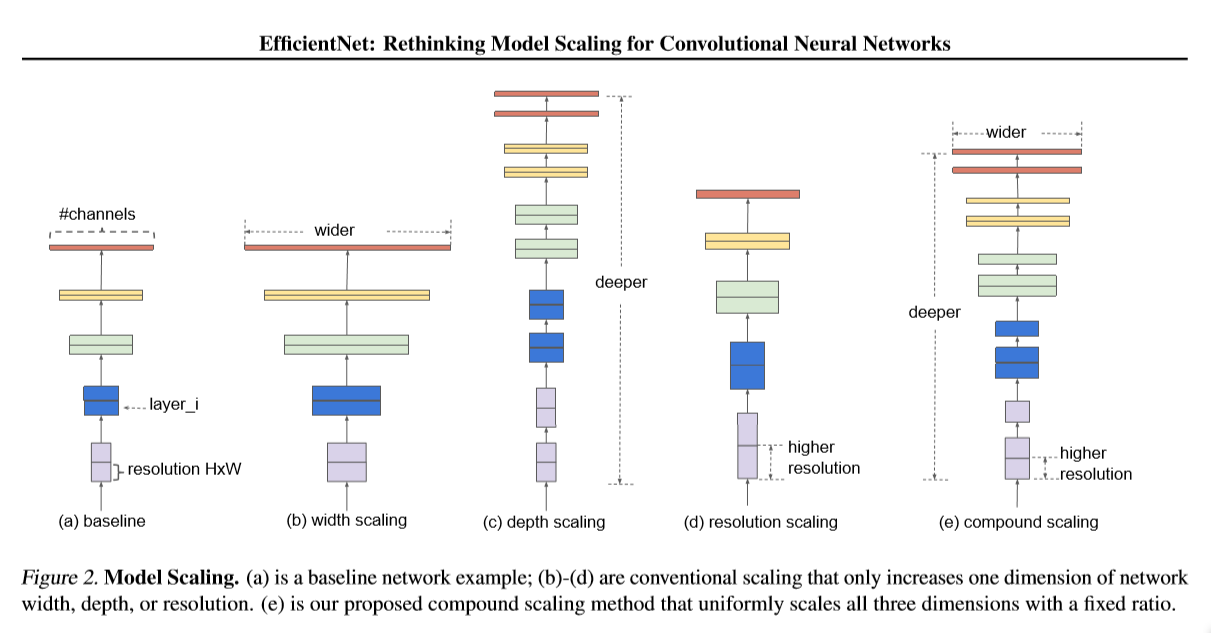 EfficientNet: Rethinking Model Scaling for Convolutional Neural Networks
#channels
layer_i
resolution HxW
(a) baseline
wider
(b) width scaling
deeper
(c) depth scaling
higher
resolution
(d) resolution scaling
wider
deeper
higher
resolution
(e) compound scaling
Figure 2. Model Scaling. (a) is a baseline network example; (b)-(d) are conventional scaling that only increases one dimension of network
width, depth, or resolution. (e) is our proposed compound scaling method that uniformly scales all three dimensions with a fixed ratio.